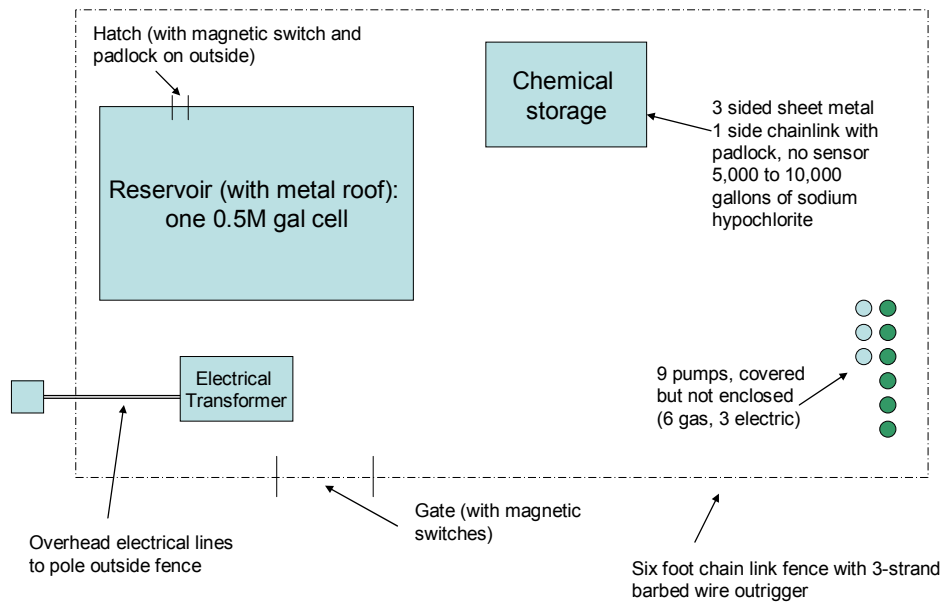 Hatch (with magnetic switch and
padlock on outside)
Chemical
storage
3 sided sheet metal
1 side chainlink with
padlock, no sensor
5,000 to 10,000
gallons of sodium
hypochlorite
Reservoir (with metal roof):
one 0.5M gal cell
Electrical
Transformer
9 pumps, covered
but not enclosed
(6 gas, 3 electric)
Gate (with magnetic
switches)
Overhead electrical lines
to pole outside fence
Six foot chain link fence with 3-strand
barbed wire outrigger